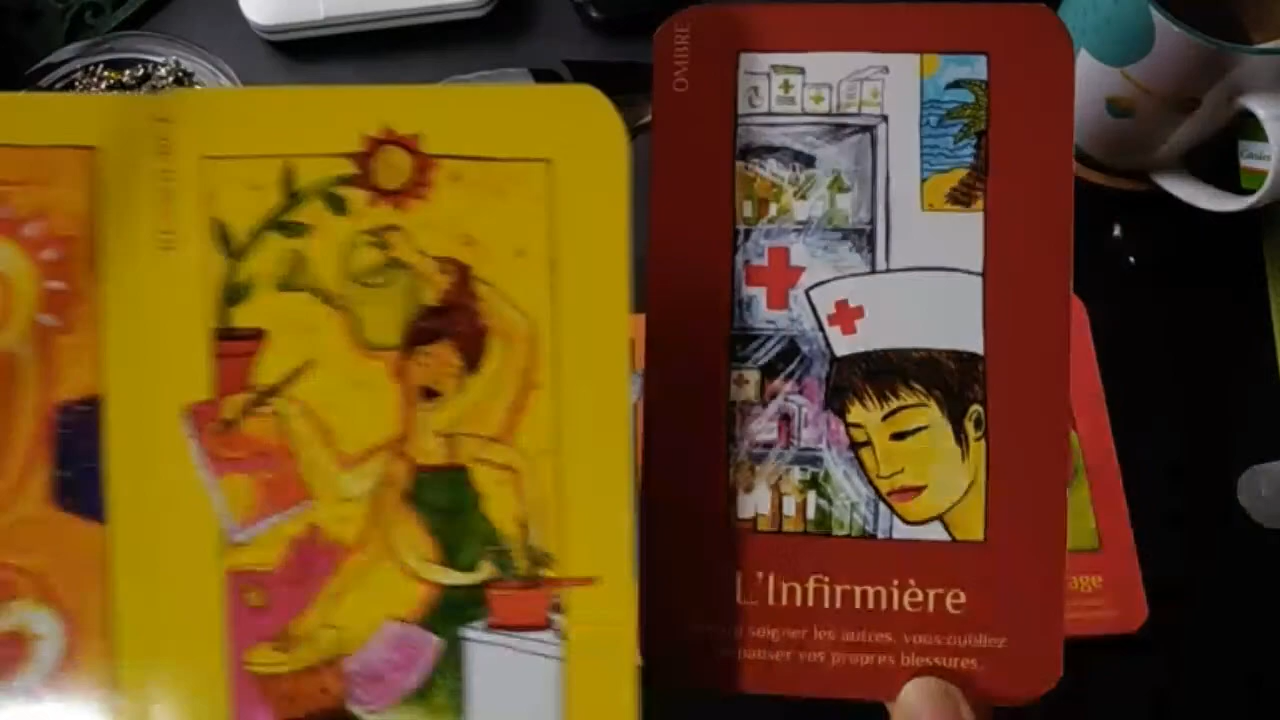 OMBRE
L'Infirmière
soigner les autres, vous oubliez
panser vos propres blessures.
age